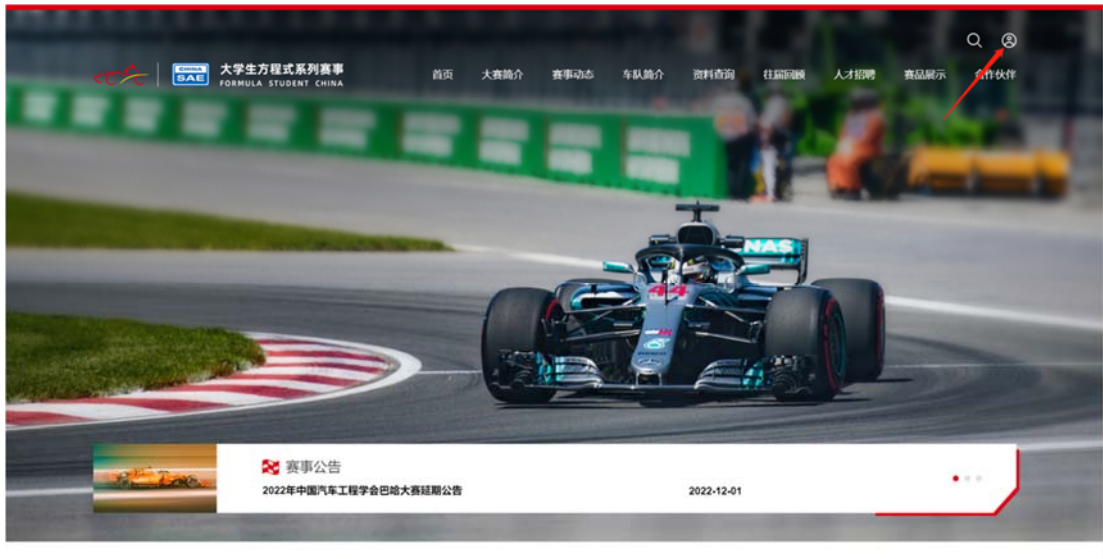 CHINA
SAE
大学生方程式系列赛事
FORMULA STUDENT CHINA
首页 大赛简介 赛事动态 车队简介 资料查询 往届回顾 人才招聘 赛品展示 合作伙伴
NAS
44
赛事公告
2022年中国汽车工程学会巴哈大赛延期公告 2022-12-01